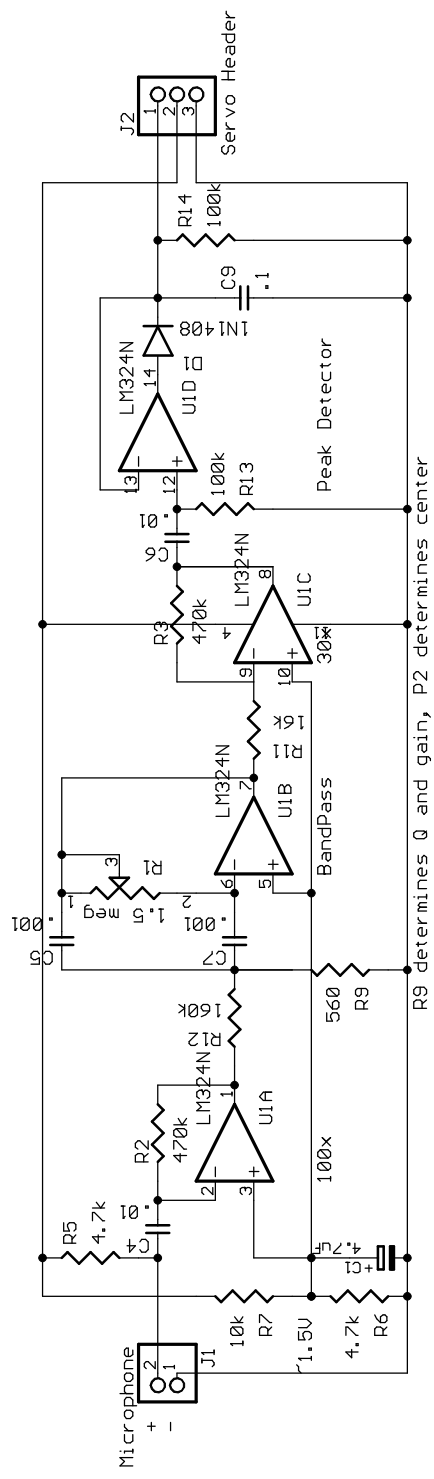 Microphone
+
-
2
1
J1
R5
4.7k
10k
R7
~1.5V
4.7k
R6
C4
.01
+C1
4.7uF
R2
470k
2
3
1
LM324N
U1A
100x
R12
160k
560
R9
C5
.001
C7
.001
1
3
2
R1
1.5
meg
6
5
7
LM324N
U1B
BandPass
R11
16k
R3
470k
9
10
8
4
11
LM324N
U1C
30x
C6
.01
100k
R13
13
12
14
LM324N
U1D
D1
1N1408
Peak Detector
C9
.1
R14
100k
J2
1
2
3
Servo Header
R9 determines Q and gain, P2 determines center